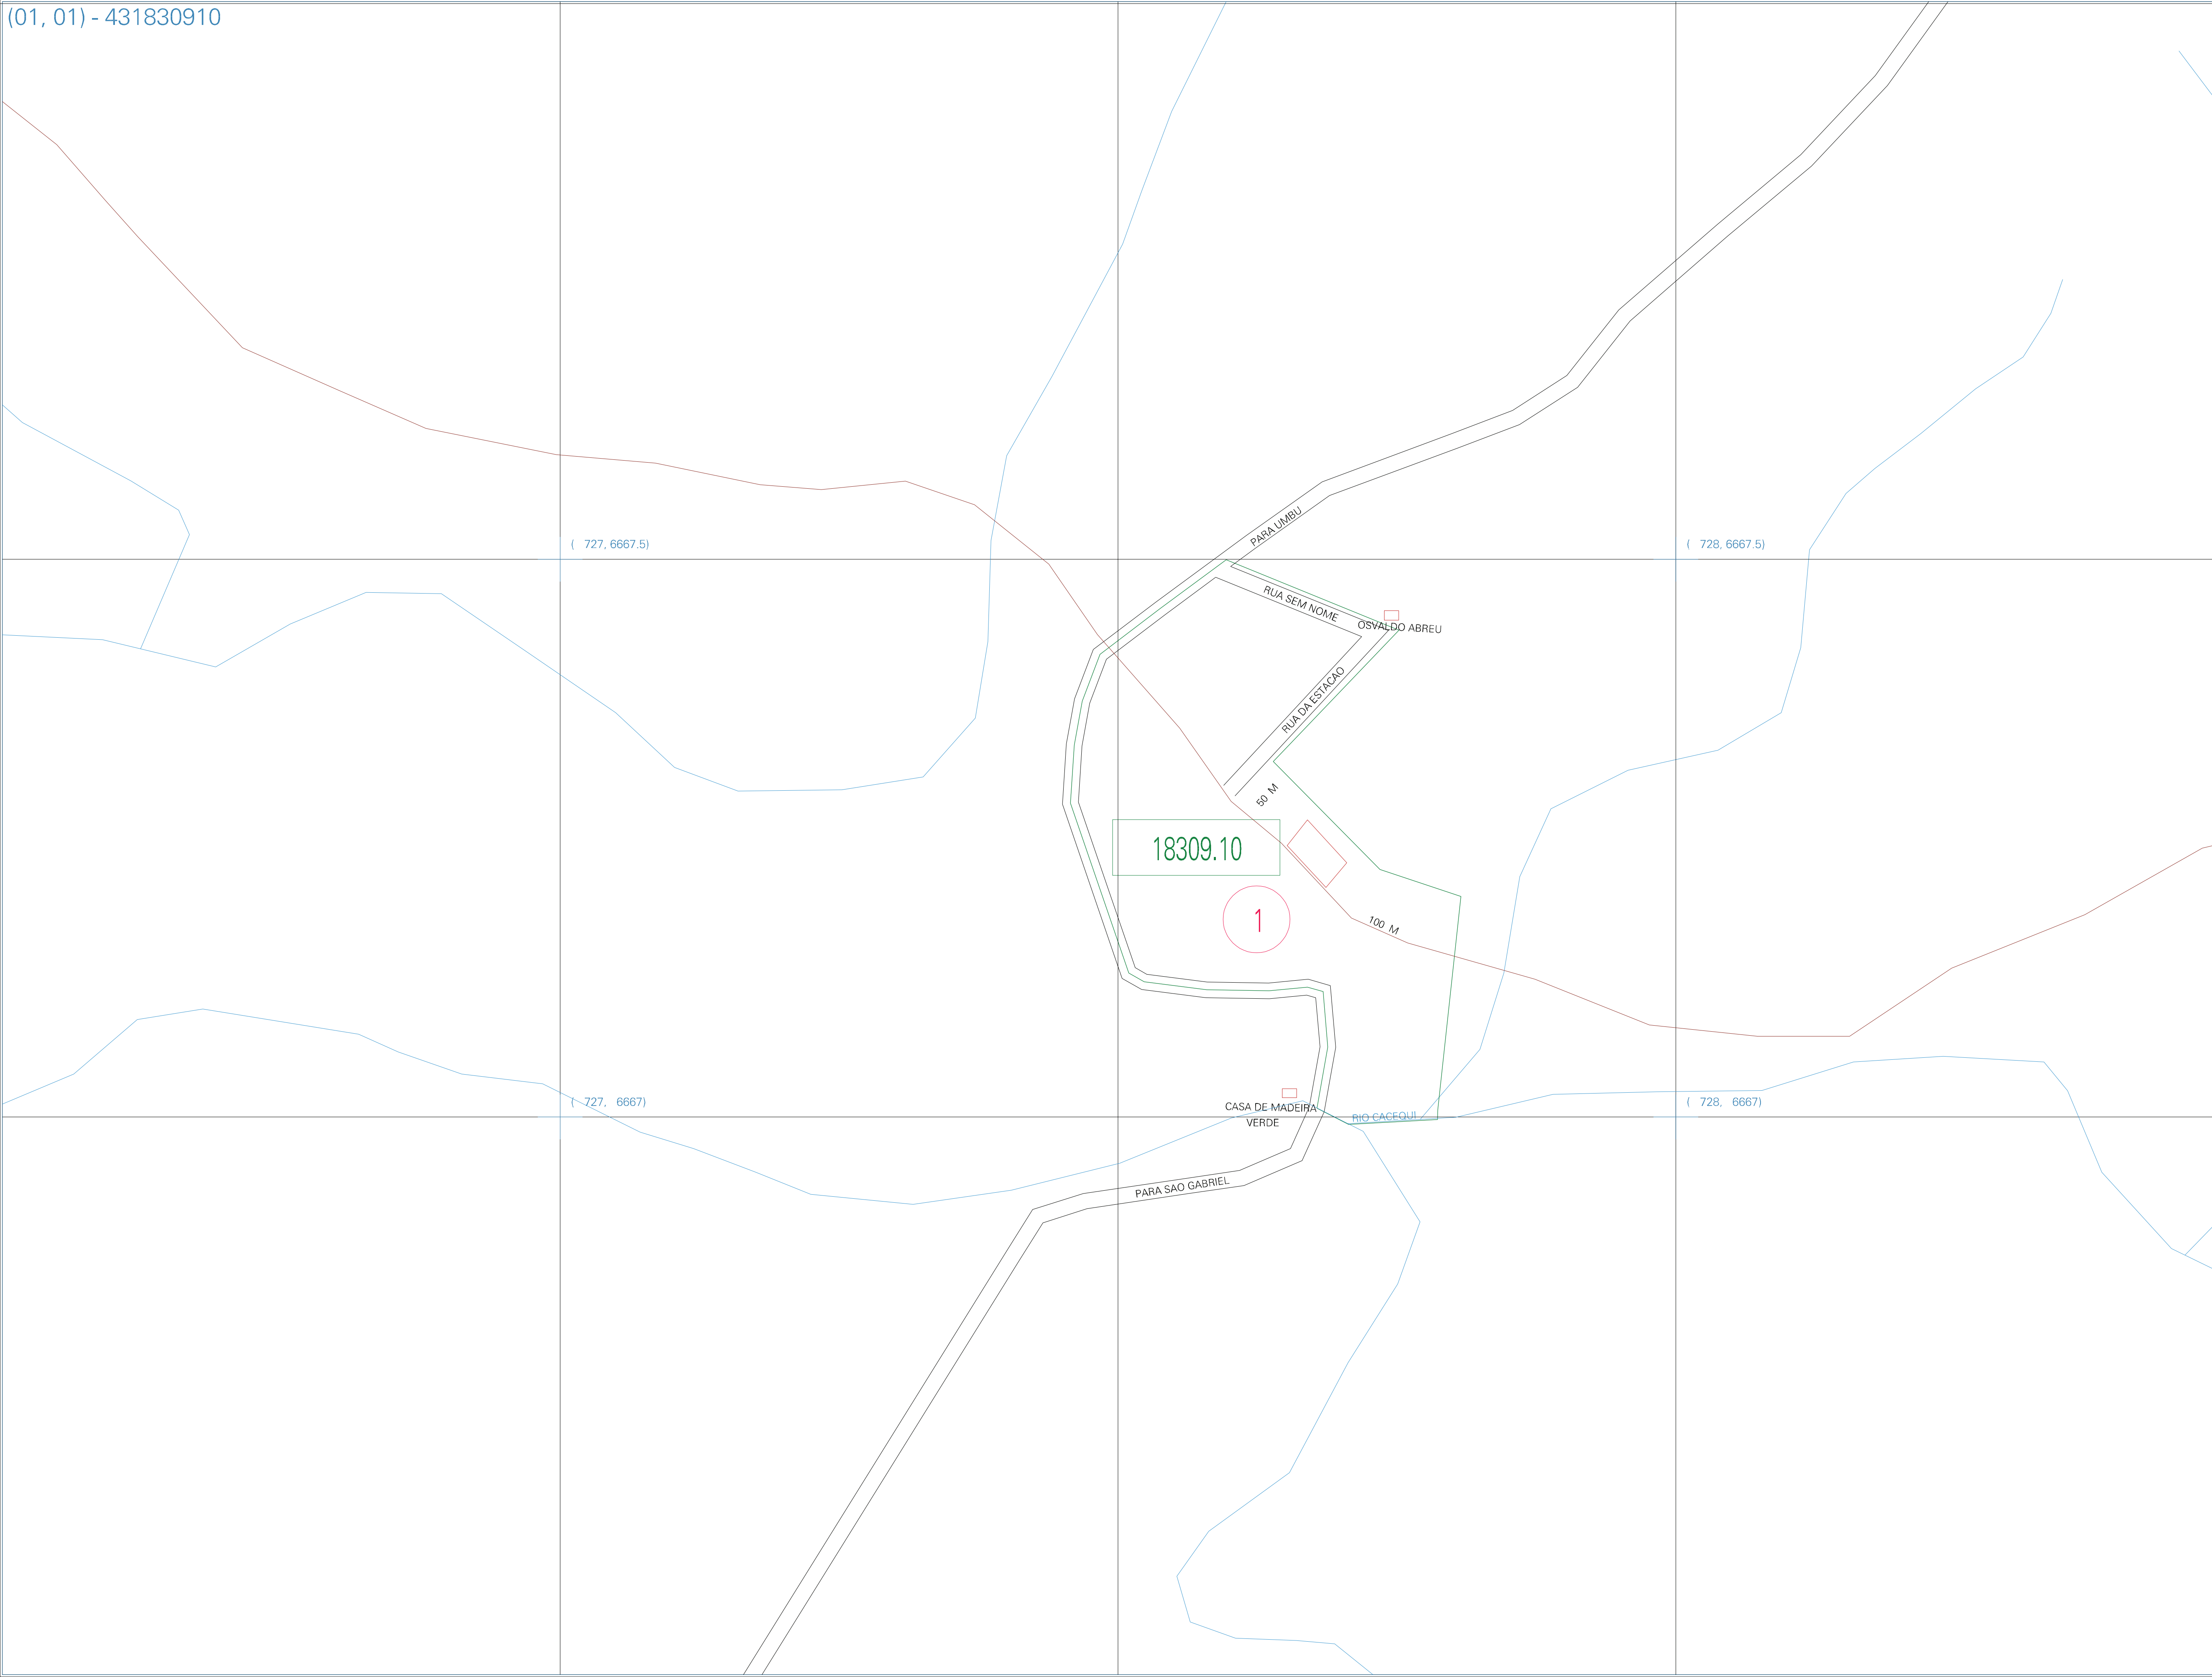 (01, 01) - 431830910
PARA UMBU
( 727, 6667.5)
( 728, 6667.5)
RUA SEM NOME
OSVALDO ABREU
RUA DA ESTACAO
50 M
18309.10
1
100 M
( 727, 6667)
( 728, 6667)
CASA DE MADEIRA
VERDE
RIO CACEQUI
PARA SAO GABRIEL